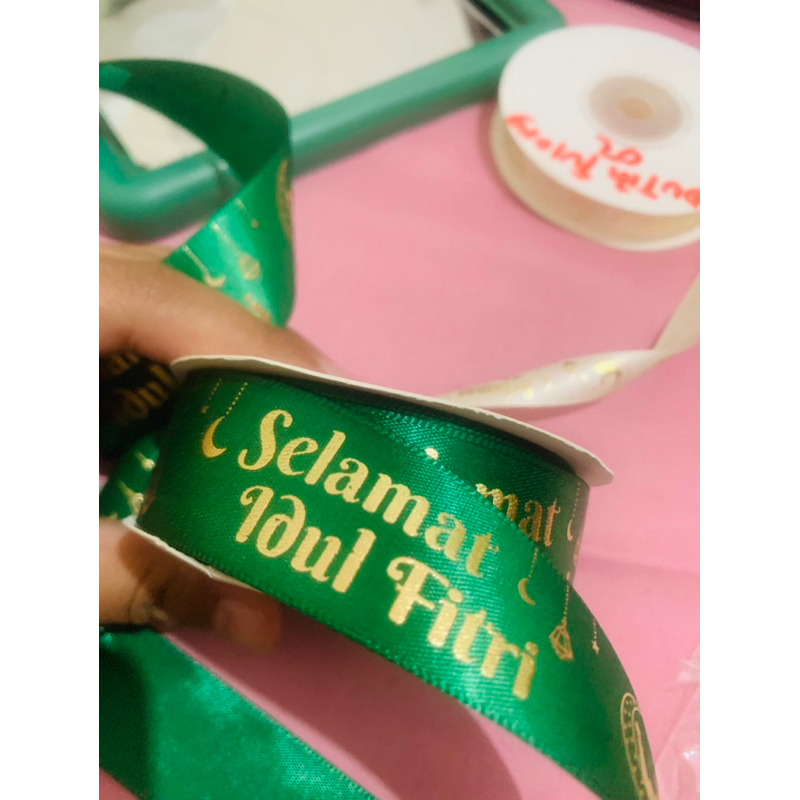 Selamat
Idul Fitri
mat